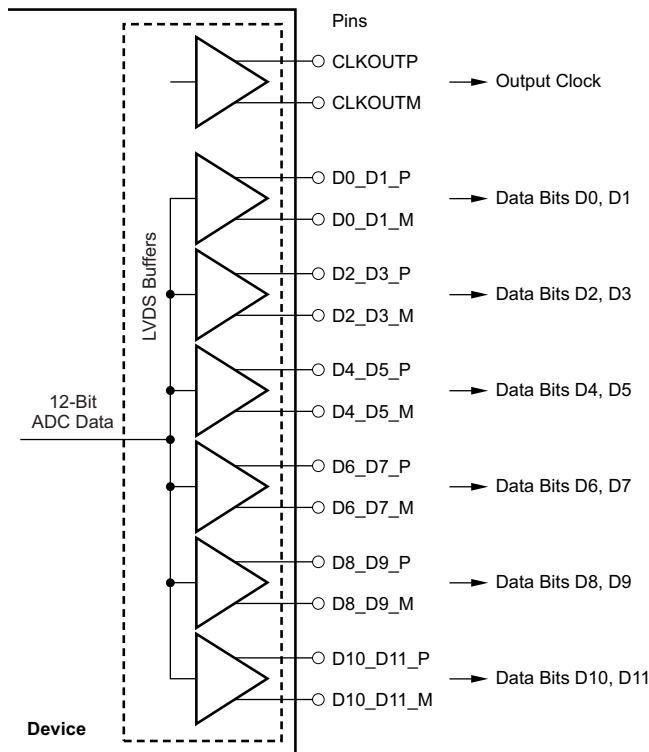 Pins
CLKOUTP
Output Clock
CLKOUTM
D0_D1_P
Data Bits D0, D1
D0_D1_M
LVDS Buffers
D2_D3_P
Data Bits D2, D3
D2_D3_M
D4_D5_P
Data Bits D4, D5
D4_D5_M
12-Bit
ADC Data
D6_D7_P
Data Bits D6, D7
D6_D7_M
D8_D9_P
Data Bits D8, D9
D8_D9_M
D10_D11_P
Data Bits D10, D11
D10_D11_M
Device